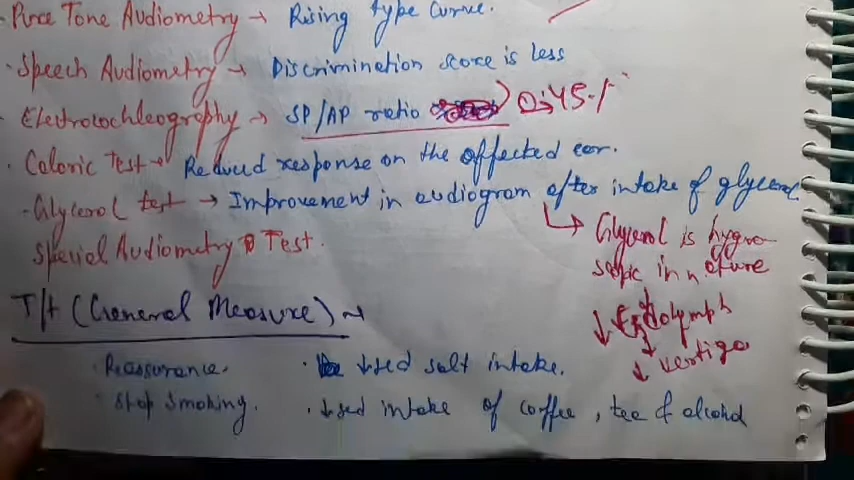 · Pure Tone Audiometry → Rising type Curve.
· Speech Audiometry → Discrimination score is less
· Electrocochleography → SP/AP ratio > 0.45.
· Caloric Test → Reduced response on the affected ear.
- Glycerol test → Improvement in audiogram after intake of glycerol
↳ Glycerol is hygro-
scopic in nature
Special Audiometry Test.
↓ Endolymph
↓ vertigo
T/t (General Measure) →
· Reassurance.
· ↓sed salt intake.
· Stop smoking.
· ↓sed intake of coffee, tea & alcohol